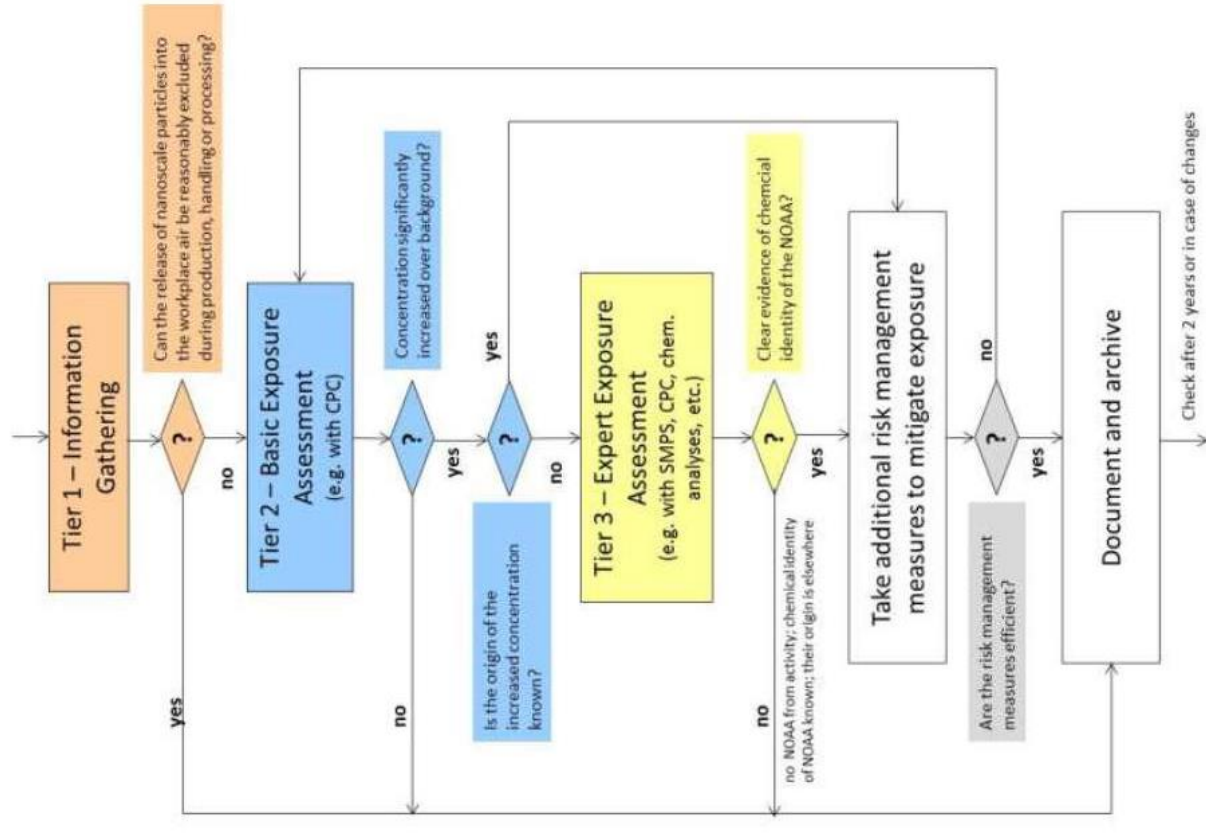 Tier 1 – Information
Gathering
Can the release of nanoscale particles into
the workplace air be reasonably excluded
during production, handling or processing?
?
yes
no
Tier 2 – Basic Exposure
Assessment
(e.g. with CPC)
Concentration significantly
increased over background?
?
no
yes
Is the origin of the
increased concentration
known?
?
yes
no
Tier 3 – Expert Exposure
Assessment
(e.g. with SMPS, CPC, chem.
analyses, etc.)
Clear evidence of chemcial
identity of the NOAA?
?
no
yes
no NOAA from activity; chemical identity
of NOAA known; their origin is elsewhere
Take additional risk management
measures to mitigate exposure
Are the risk management
measures efficient?
?
no
yes
Document and archive
Check after 2 years or in case of changes